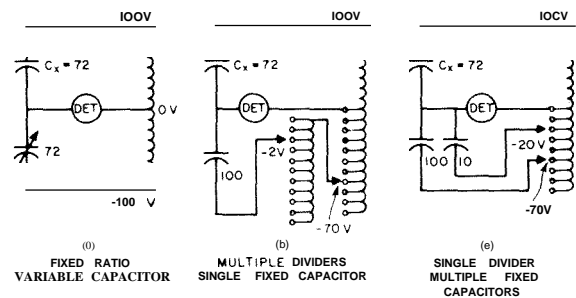 IOOV
IOOV
IOCV
Cx = 72
Cx = 72
Cx = 72
DET
DET
DET
0 V
72
-2V
100
100
10
-20V
-70V
-70V
-100 V
(0)
(b)
(e)
FIXED RATIO
VARIABLE CAPACITOR
MULTIPLE DIVIDERS
SINGLE FIXED CAPACITOR
SINGLE DIVIDER
MULTIPLE FIXED
CAPACITORS